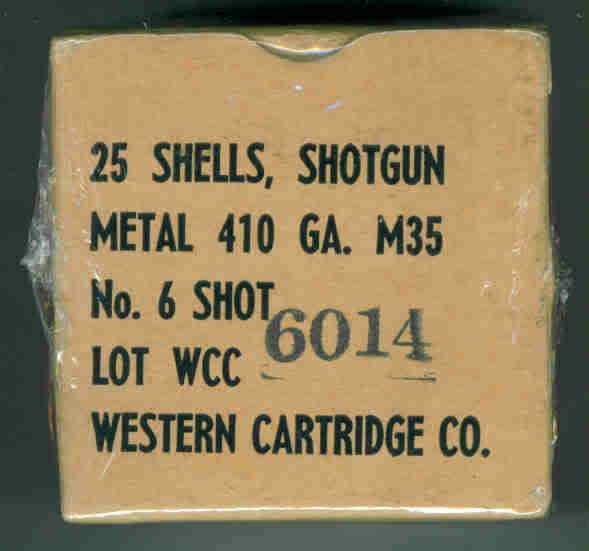 25 SHELLS, SHOTGUN
METAL 410 GA. M35
No. 6 SHOT
LOT WCC 6014
WESTERN CARTRIDGE CO.